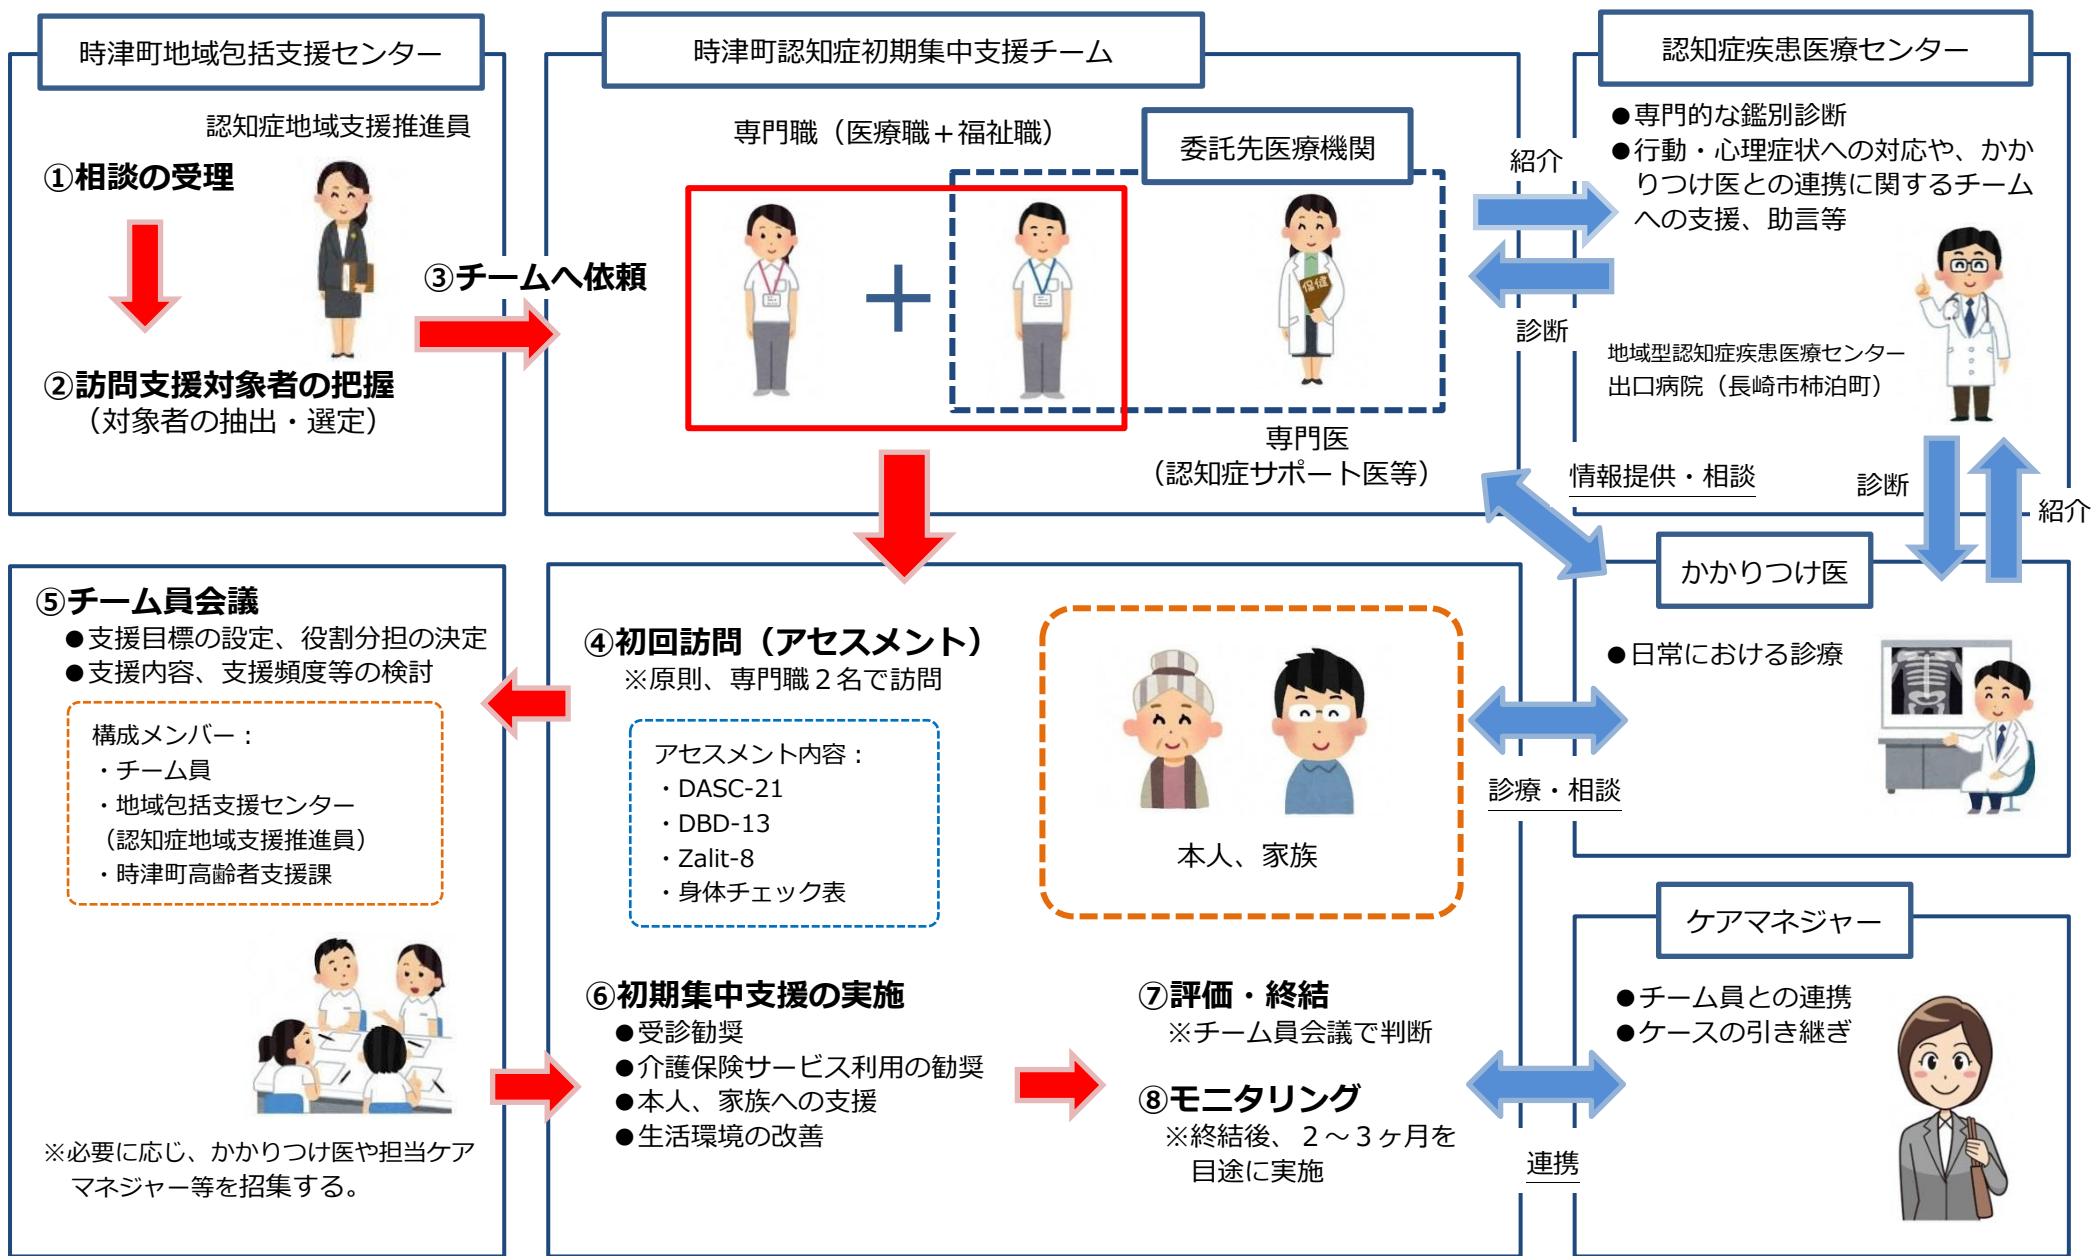 時津町地域包括支援センター
認知症地域支援推進員
①相談の受理
②訪問支援対象者の把握
（対象者の抽出・選定）
③チームへ依頼
時津町認知症初期集中支援チーム
専門職（医療職＋福祉職）
委託先医療機関
保健
専門医
（認知症サポート医等）
紹介
診断
認知症疾患医療センター
●専門的な鑑別診断
●行動・心理症状への対応や、かか
りつけ医との連携に関するチーム
への支援、助言等
地域型認知症疾患医療センター
出口病院（長崎市柿泊町）
情報提供・相談
診断
紹介
⑤チーム員会議
●支援目標の設定、役割分担の決定
●支援内容、支援頻度等の検討
構成メンバー：
・チーム員
・地域包括支援センター
（認知症地域支援推進員）
・時津町高齢者支援課
※必要に応じ、かかりつけ医や担当ケア
マネジャー等を招集する。
④初回訪問（アセスメント）
※原則、専門職２名で訪問
アセスメント内容：
・DASC-21
・DBD-13
・Zalit-8
・身体チェック表
本人、家族
⑥初期集中支援の実施
●受診勧奨
●介護保険サービス利用の勧奨
●本人、家族への支援
●生活環境の改善
⑦評価・終結
※チーム員会議で判断
⑧モニタリング
※終結後、２～３ヶ月を
目途に実施
かかりつけ医
●日常における診療
診療・相談
ケアマネジャー
●チーム員との連携
●ケースの引き継ぎ
連携